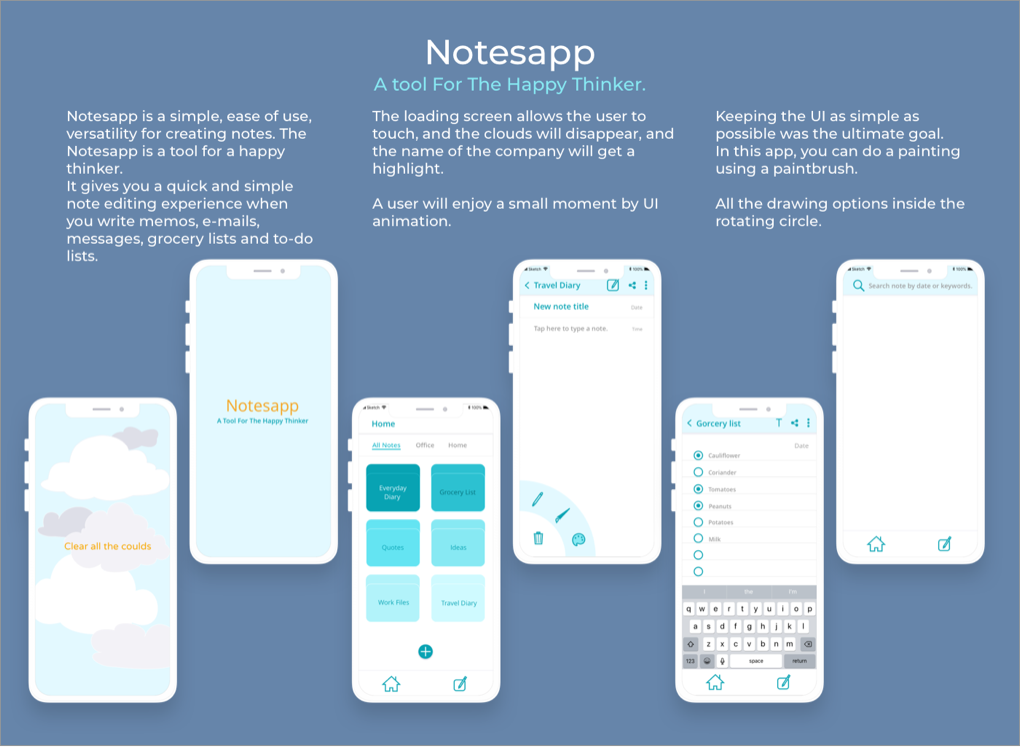 Notesapp
A tool For The Happy Thinker.
Notesapp is a simple, ease of use,
versatility for creating notes. The
Notesapp is a tool for a happy
thinker.
It gives you a quick and simple
note editing experience when
you write memos, e-mails,
messages, grocery lists and to-do
lists.
The loading screen allows the user to
touch, and the clouds will disappear, and
the name of the company will get a
highlight.
A user will enjoy a small moment by UI
animation.
Keeping the UI as simple as
possible was the ultimate goal.
In this app, you can do a painting
using a paintbrush.
All the drawing options inside the
rotating circle.
Clear all the coulds
Notesapp
A Tool For The Happy Thinker
Sketch 100%
Home
All Notes Office Home
Everyday
Diary
Grocery List
Quotes Ideas
Work Files Travel Diary
Sketch 100%
Travel Diary
New note title Date
Tap here to type a note. Time
Gorcery list T
Date
Cauliflower
Coriander
Tomatoes
Peanuts
Potatoes
Milk
I the I'm
q w e r t y u i o p
a s d f g h j k l
z x c v b n m
123 space return
Sketch 100%
Search note by date or keywords.